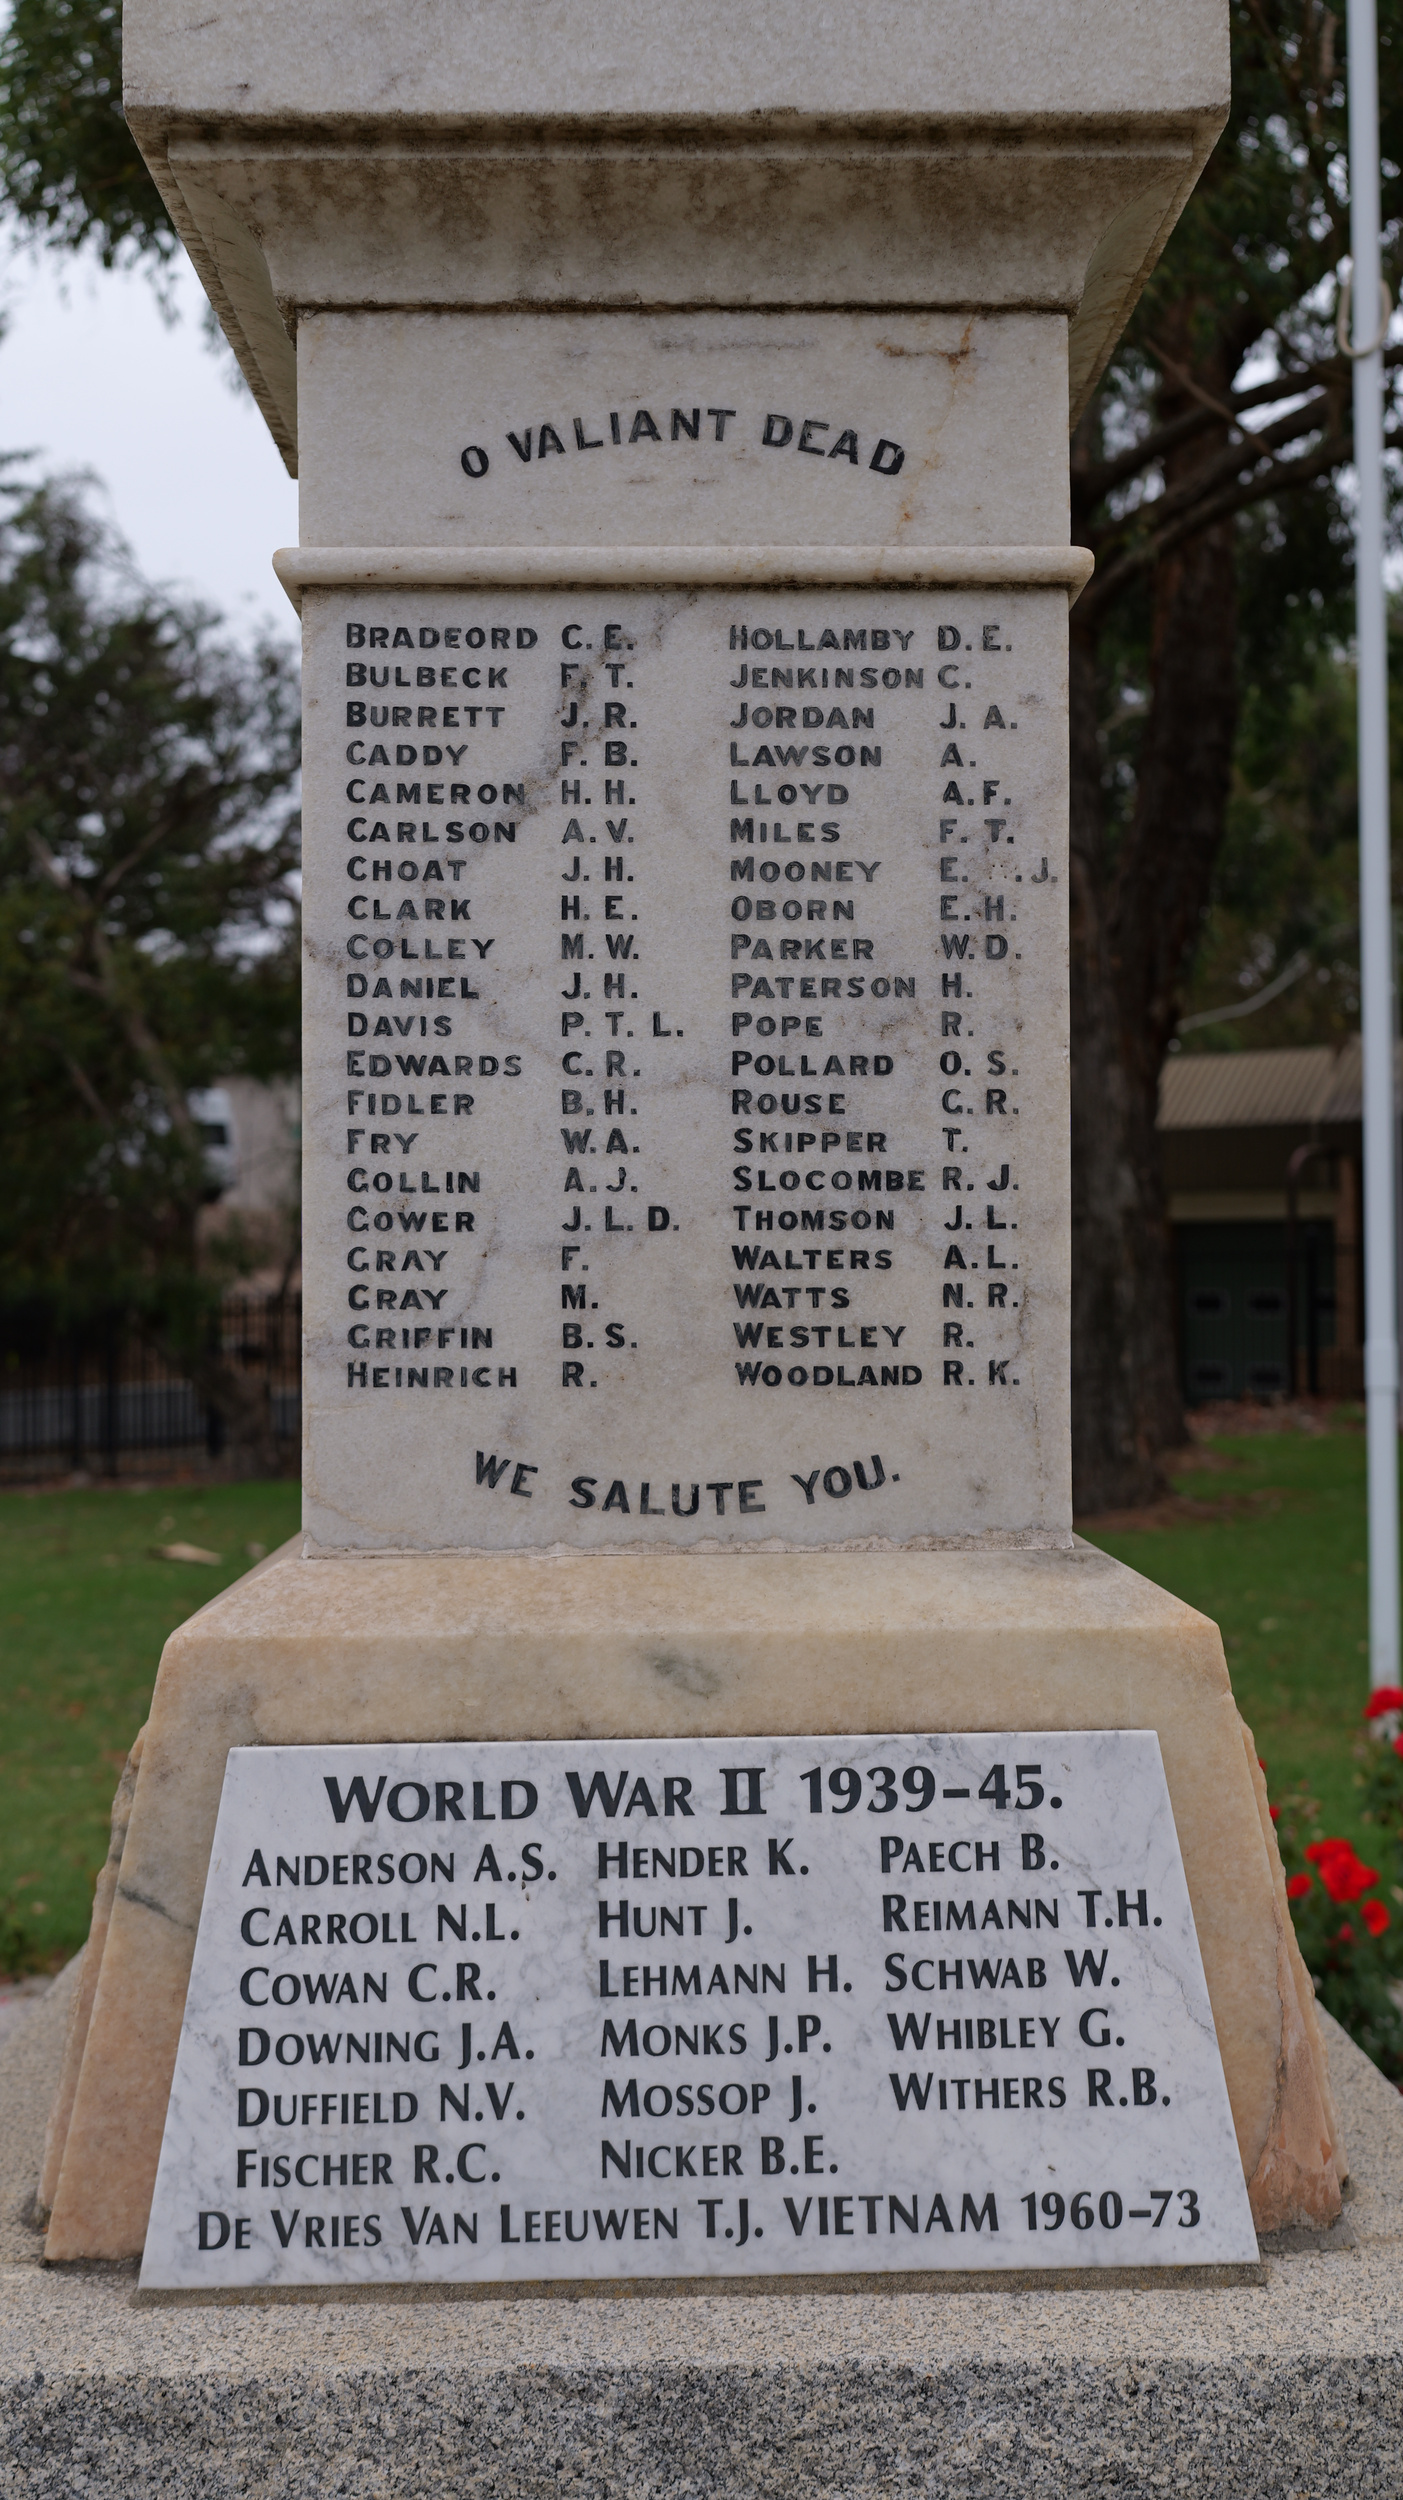 O VALIANT DEAD
BRADEORD C. E.
BULBECK F. T.
BURRETT J. R.
CADDY F. B.
CAMERON H. H.
CARLSON A. V.
CHOAT J. H.
CLARK H. E.
COLLEY M. W.
DANIEL J. H.
DAVIS P. T. L.
EDWARDS C. R.
FIDLER B. H.
FRY W. A.
GOLLIN A. J.
GOWER J. L. D.
GRAY F.
GRAY M.
GRIFFIN B. S.
HEINRICH R.
HOLLAMBY D. E.
JENKINSON C.
JORDAN J. A.
LAWSON A.
LLOYD A. F.
MILES F. T.
MOONEY E. J.
OBORN E. H.
PARKER W. D.
PATERSON H.
POPE R.
POLLARD O. S.
ROUSE G. R.
SKIPPER T.
SLOCOMBE R. J.
THOMSON J. L.
WALTERS A. L.
WATTS N. R.
WESTLEY R.
WOODLAND R. K.
WE SALUTE YOU.
WORLD WAR II 1939-45.
ANDERSON A.S.
CARROLL N.L.
COWAN C.R.
DOWNING J.A.
DUFFIELD N.V.
FISCHER R.C.
HENDER K.
HUNT J.
LEHMANN H.
MONKS J.P.
MOSSOP J.
NICKER B.E.
PAECH B.
REIMANN T.H.
SCHWAB W.
WHIBLEY G.
WITHERS R.B.
DE VRIES VAN LEEUWEN T.J. VIETNAM 1960-73